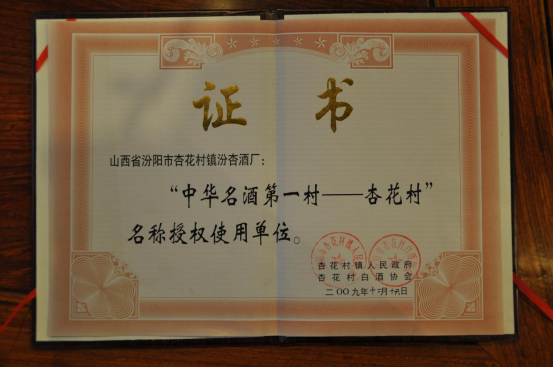 证 书
山西省汾阳市杏花村镇汾杏酒厂：
“中华名酒第一村——杏花村”
名称授权使用单位。
杏花村镇人民政府
杏花村白酒协会
二〇〇九年十二月十八日